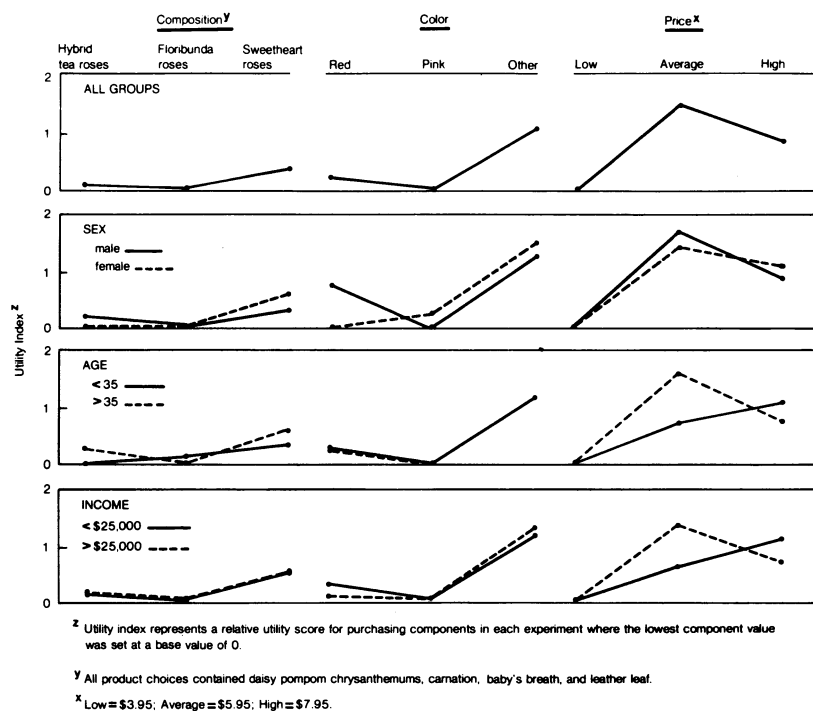 Composition y Color Price x
Hybrid tea roses Floribunda roses Sweetheart roses Red Pink Other Low Average High
2
ALL GROUPS
1
0
2
SEX
male
female
1
0
Utility Index z
2
AGE
< 35
> 35
1
0
2
INCOME
< $25,000
> $25,000
1
0
z Utility index represents a relative utility score for purchasing components in each experiment where the lowest component value
was set at a base value of 0.
y All product choices contained daisy pompom chrysanthemums, carnation, baby's breath, and leather leaf.
x Low = $3.95; Average = $5.95; High = $7.95.